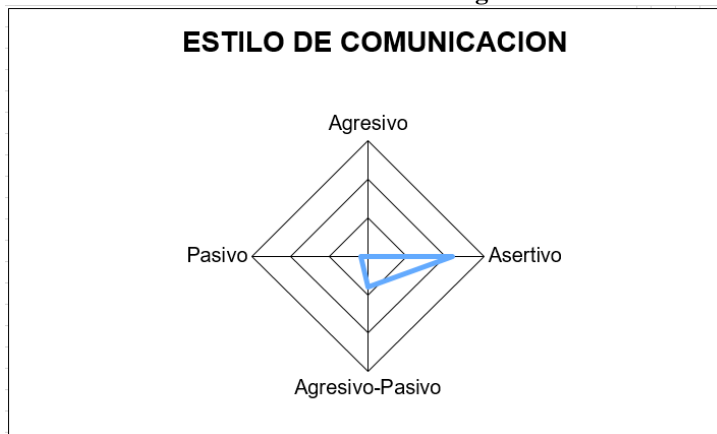 ESTILO DE COMUNICACION
Agresivo
Pasivo
Asertivo
Agresivo-Pasivo